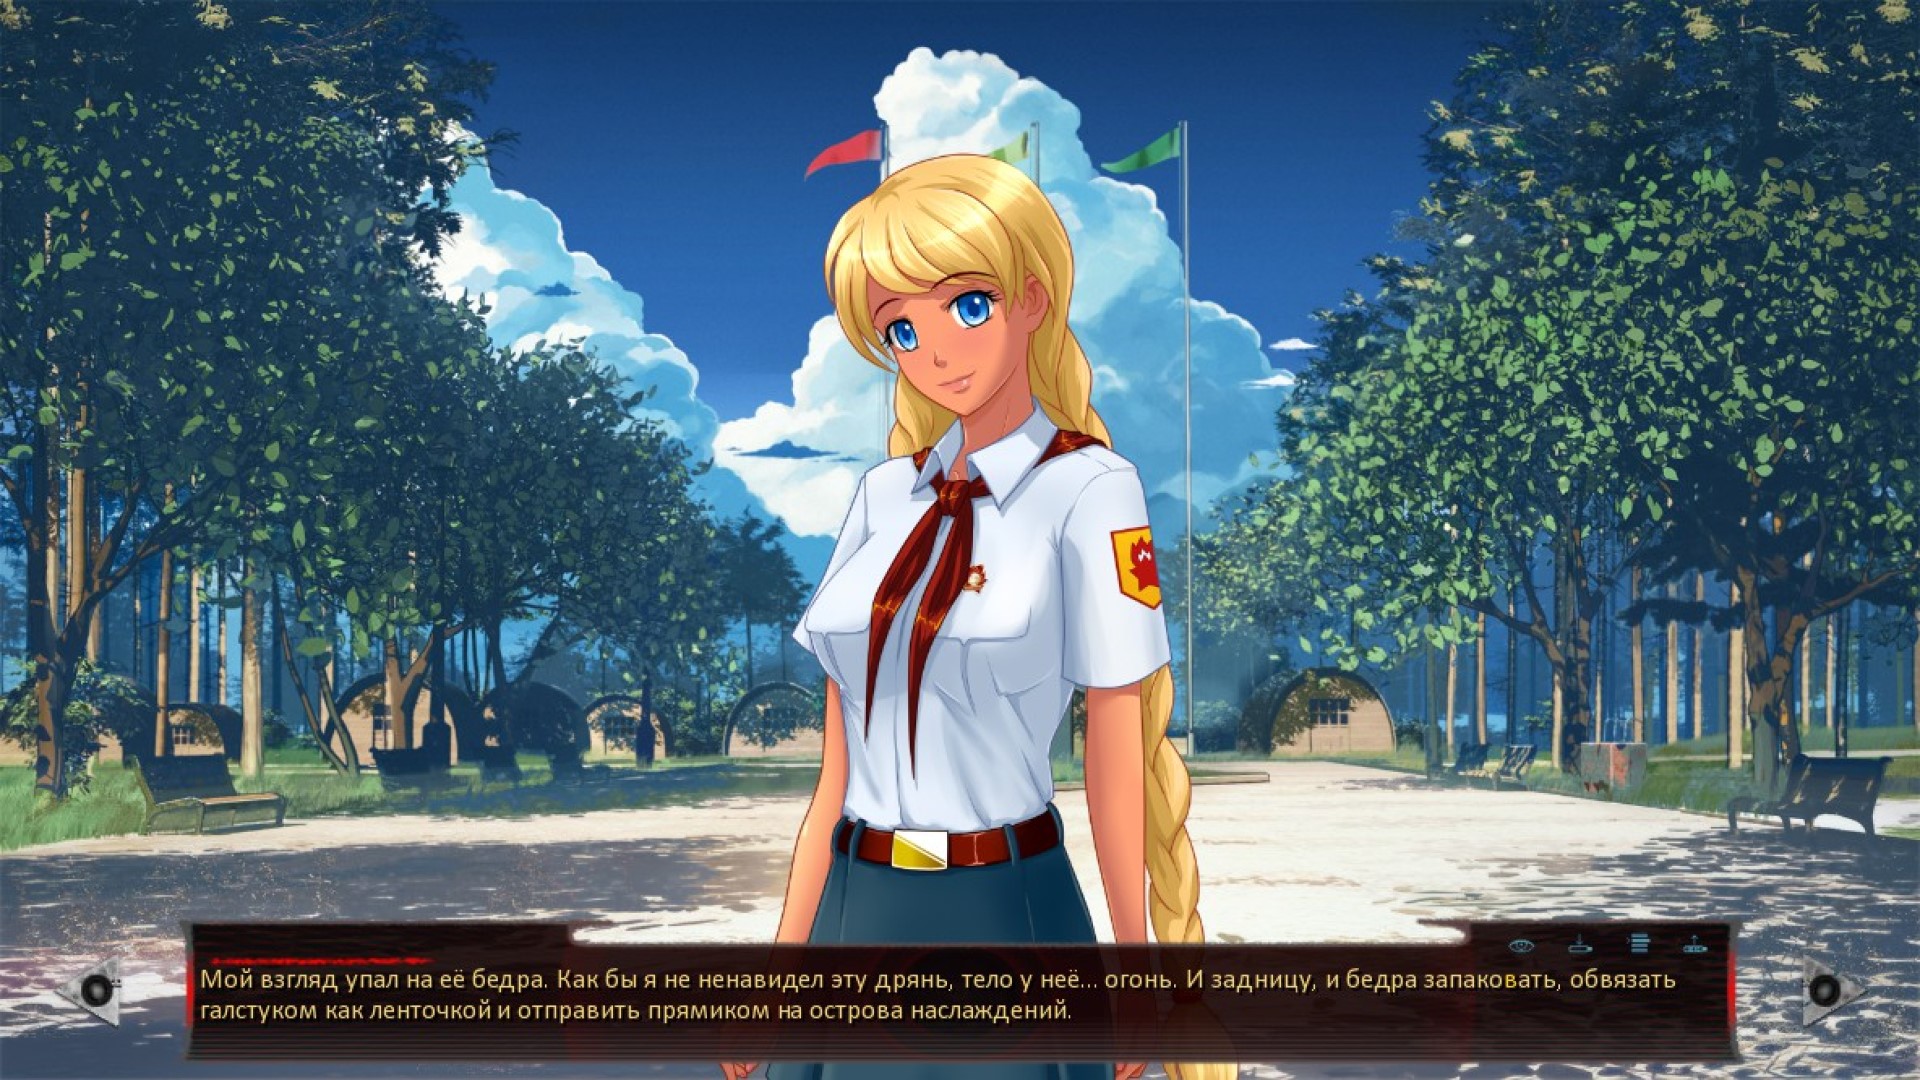 Мой взгляд упал на её бедра. Как бы я не ненавидел эту дрянь, тело у неё... огонь. И задницу, и бедра запаковать, обвязать
галстуком как ленточкой и отправить прямиком на острова наслаждений.